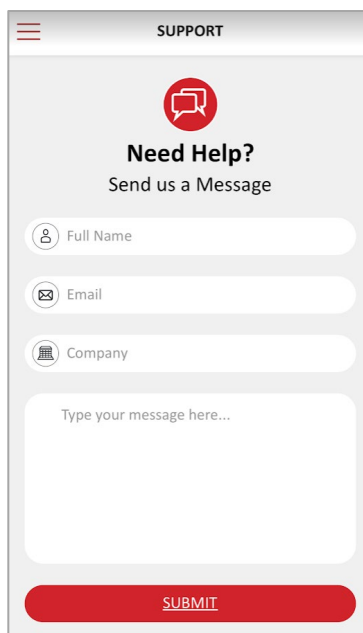 SUPPORT
Need Help?
Send us a Message
Full Name
Email
Company
Type your message here...
SUBMIT